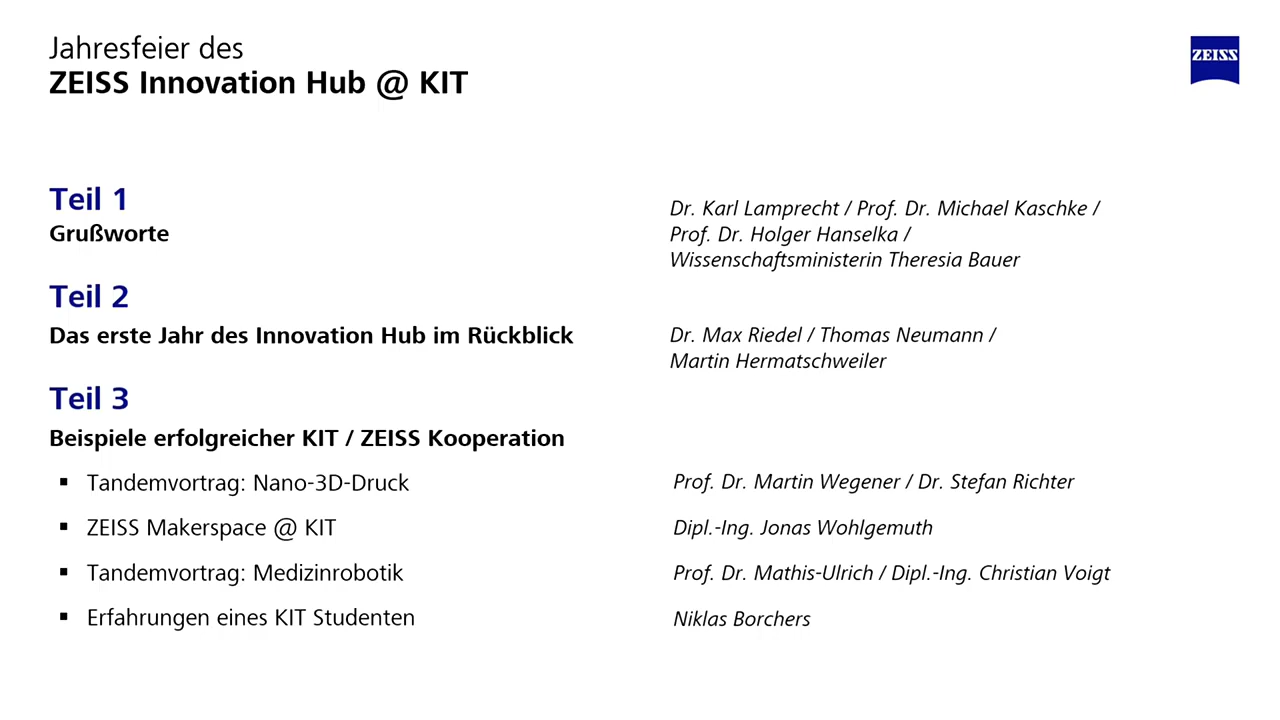 Jahresfeier des
ZEISS Innovation Hub @ KIT
ZEISS
Teil 1
Grußworte
Dr. Karl Lamprecht / Prof. Dr. Michael Kaschke /
Prof. Dr. Holger Hanselka /
Wissenschaftsministerin Theresia Bauer
Teil 2
Das erste Jahr des Innovation Hub im Rückblick
Dr. Max Riedel / Thomas Neumann /
Martin Hermatschweiler
Teil 3
Beispiele erfolgreicher KIT / ZEISS Kooperation
▪ Tandemvortrag: Nano-3D-Druck
Prof. Dr. Martin Wegener / Dr. Stefan Richter
▪ ZEISS Makerspace @ KIT
Dipl.-Ing. Jonas Wohlgemuth
▪ Tandemvortrag: Medizinrobotik
Prof. Dr. Mathis-Ulrich / Dipl.-Ing. Christian Voigt
▪ Erfahrungen eines KIT Studenten
Niklas Borchers